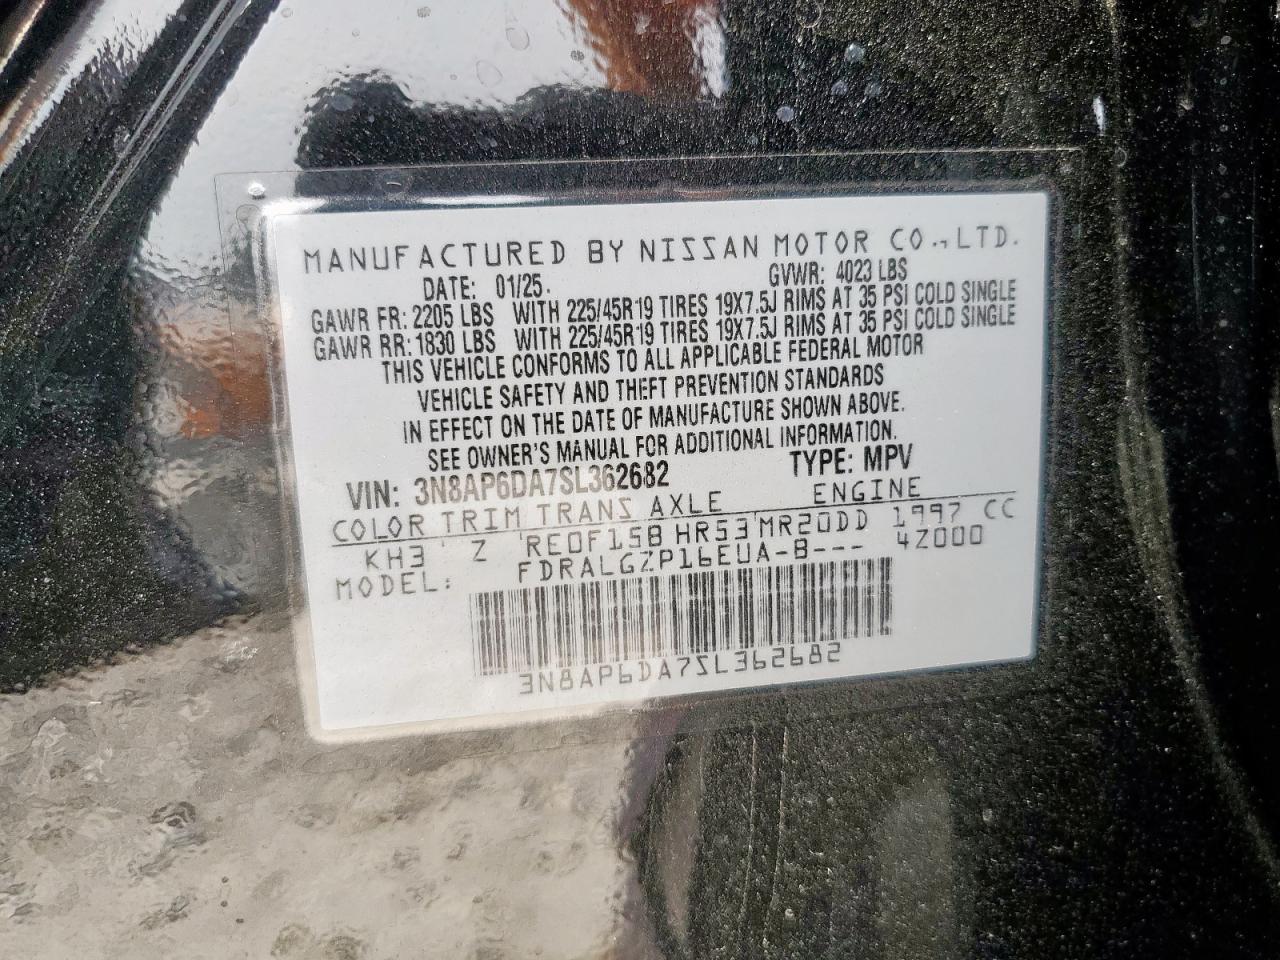 MANUFACTURED BY NISSAN MOTOR CO.,LTD.
DATE: 01/25. GVWR: 4023 LBS
GAWR FR: 2205 LBS WITH 225/45R19 TIRES 19X7.5J RIMS AT 35 PSI COLD SINGLE
GAWR RR: 1830 LBS WITH 225/45R19 TIRES 19X7.5J RIMS AT 35 PSI COLD SINGLE
THIS VEHICLE CONFORMS TO ALL APPLICABLE FEDERAL MOTOR
VEHICLE SAFETY AND THEFT PREVENTION STANDARDS
IN EFFECT ON THE DATE OF MANUFACTURE SHOWN ABOVE.
SEE OWNER'S MANUAL FOR ADDITIONAL INFORMATION.
VIN: 3N8AP6DA7SL362682 TYPE: MPV
COLOR TRIM TRANS AXLE ENGINE
KH3 Z RE0F15B HR53 MR20DD 1997 CC
MODEL: FDRALGZP16EUA-B--- 4Z000
3N8AP6DA7SL362682